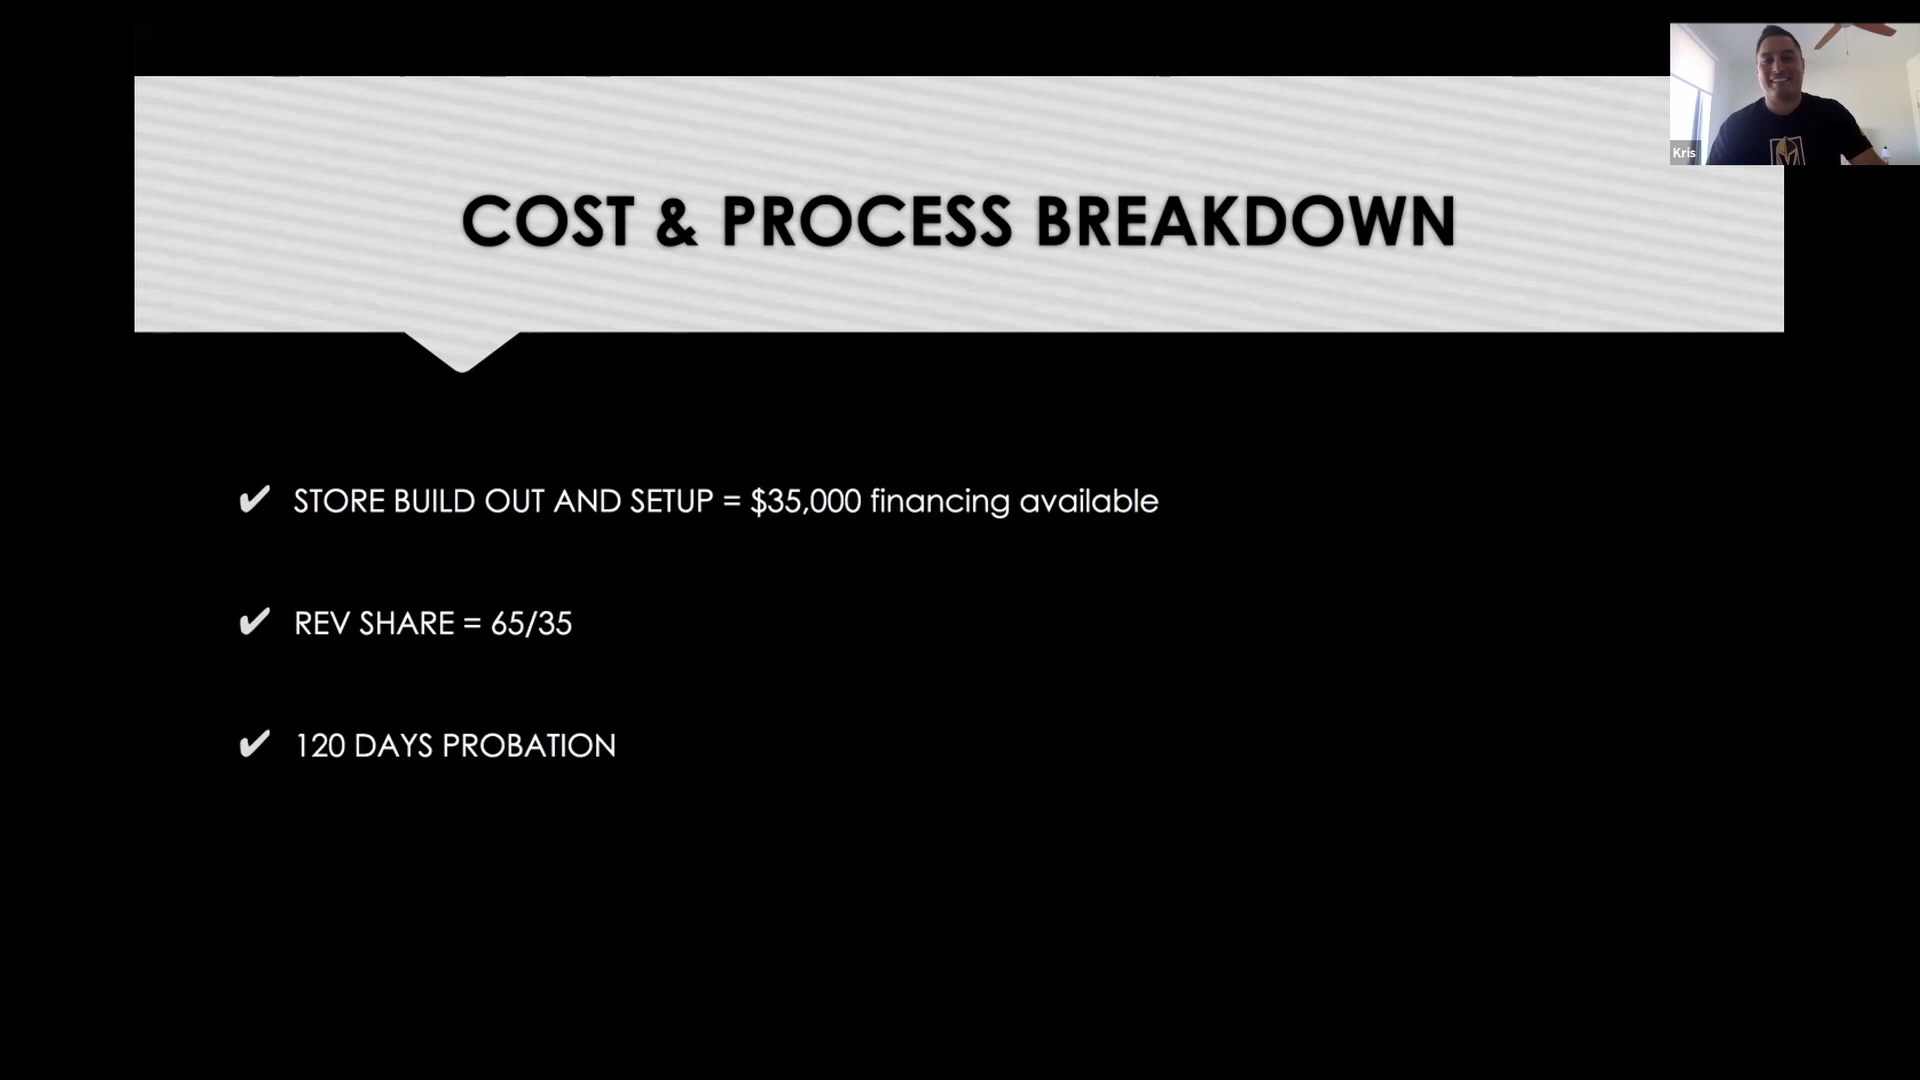 COST & PROCESS BREAKDOWN
Kris
✔ STORE BUILD OUT AND SETUP = $35,000 financing available
✔ REV SHARE = 65/35
✔ 120 DAYS PROBATION